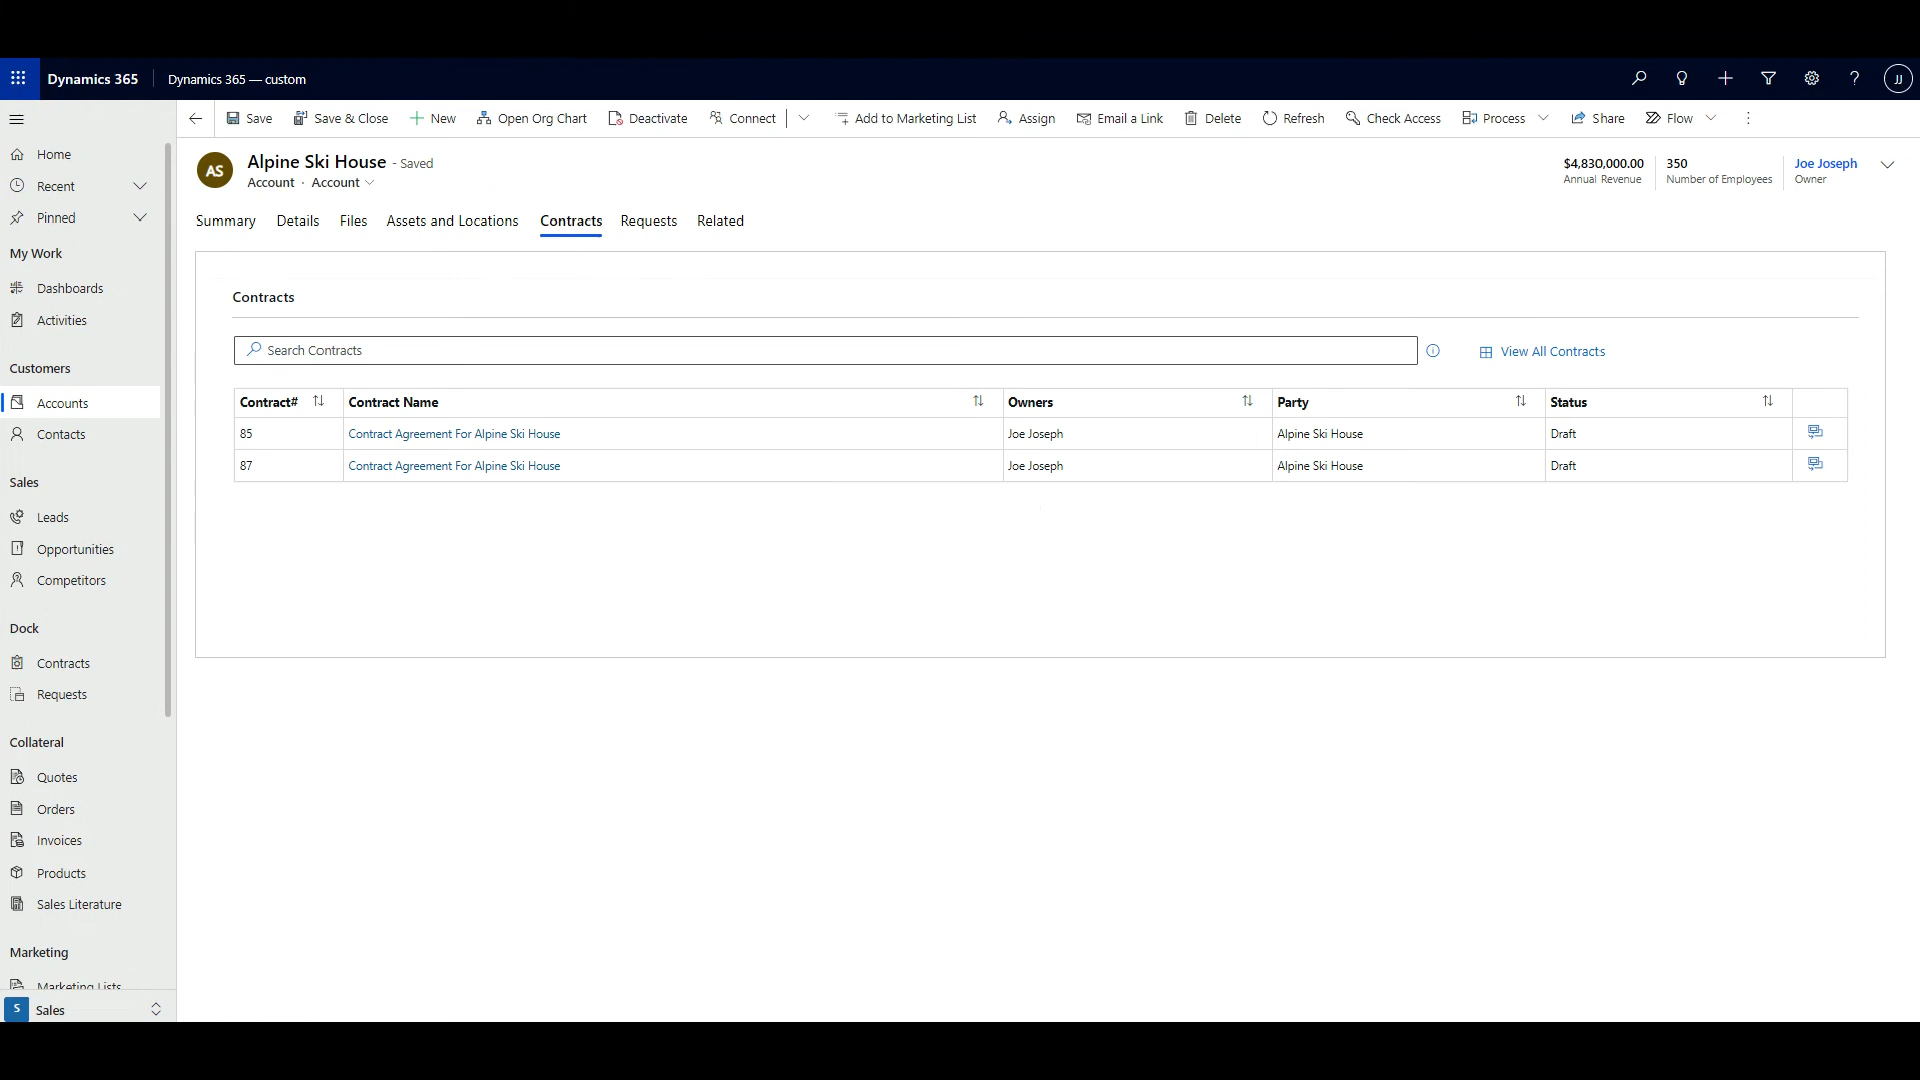 Dynamics 365 Dynamics 365 — custom ? JJ
Save Save & Close New Open Org Chart Deactivate Connect Add to Marketing List Assign Email a Link Delete Refresh Check Access Process Share Flow
Home
Recent
Pinned
My Work
Dashboards
Activities
Customers
Accounts
Contacts
Sales
Leads
Opportunities
Competitors
Dock
Contracts
Requests
Collateral
Quotes
Orders
Invoices
Products
Sales Literature
Marketing
Marketing Lists
S Sales
AS
Alpine Ski House - Saved
Account · Account
$4,830,000.00
Annual Revenue
350
Number of Employees
Joe Joseph
Owner
Summary Details Files Assets and Locations Contracts Requests Related
Contracts
Search Contracts
View All Contracts
Contract# Contract Name Owners Party Status
85 Contract Agreement For Alpine Ski House Joe Joseph Alpine Ski House Draft
87 Contract Agreement For Alpine Ski House Joe Joseph Alpine Ski House Draft